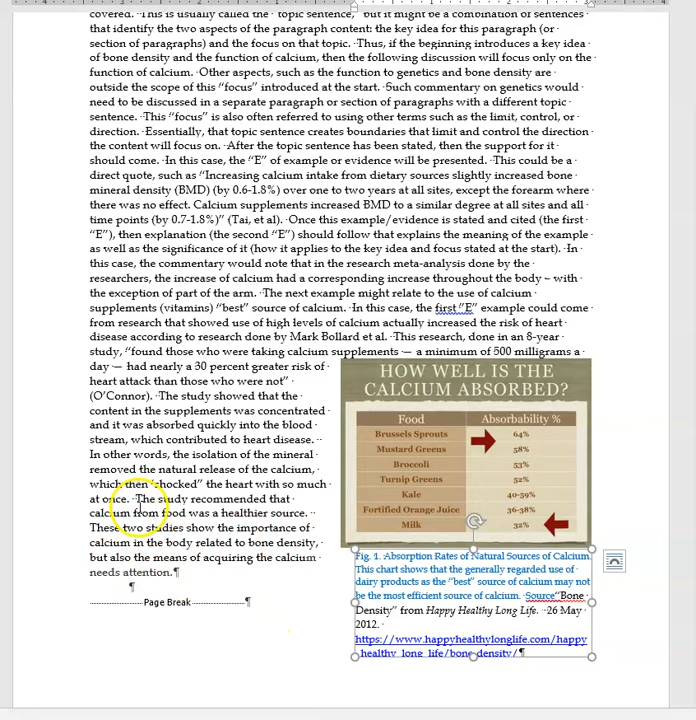 covered. This is usually called the "topic sentence," but it might be a combination of sentences
that identify the two aspects of the paragraph content: the key idea for this paragraph (or
section of paragraphs) and the focus on that topic. Thus, if the beginning introduces a key idea
of bone density and the function of calcium, then the following discussion will focus only on the
function of calcium. Other aspects, such as the function to genetics and bone density are
outside the scope of this "focus" introduced at the start. Such commentary on genetics would
need to be discussed in a separate paragraph or section of paragraphs with a different topic
sentence. This "focus" is also often referred to using other terms such as the limit, control, or
direction. Essentially, that topic sentence creates boundaries that limit and control the direction
the content will focus on. After the topic sentence has been stated, then the support for it
should come. In this case, the "E" of example or evidence will be presented. This could be a
direct quote, such as "Increasing calcium intake from dietary sources slightly increased bone
mineral density (BMD) (by 0.6-1.8%) over one to two years at all sites, except the forearm where
there was no effect. Calcium supplements increased BMD to a similar degree at all sites and all
time points (by 0.7-1.8%)" (Tai, et al). Once this example/evidence is stated and cited (the first
"E"), then explanation (the second "E") should follow that explains the meaning of the example
as well as the significance of it (how it applies to the key idea and focus stated at the start). In
this case, the commentary would note that in the research meta-analysis done by the
researchers, the increase of calcium had a corresponding increase throughout the body – with
the exception of part of the arm. The next example might relate to the use of calcium
supplements (vitamins) "best" source of calcium. In this case, the first "E" example could come
from research that showed use of high levels of calcium actually increased the risk of heart
disease according to research done by Mark Bollard et al. This research, done in an 8-year
study, "found those who were taking calcium supplements — a minimum of 500 milligrams a
day — had nearly a 30 percent greater risk of
heart attack than those who were not"
(O'Connor). The study showed that the
content in the supplements was concentrated
and it was absorbed quickly into the blood
stream, which contributed to heart disease.
In other words, the isolation of the mineral
removed the natural release of the calcium,
which then "shocked" the heart with so much
at once. The study recommended that
calcium from food was a healthier source.
These two studies show the importance of
calcium in the body related to bone density,
but also the means of acquiring the calcium
needs attention.¶
¶
Page Break ¶
HOW WELL IS THE
CALCIUM ABSORBED?
Food Absorbability %
Brussels Sprouts 64%
Mustard Greens 58%
Broccoli 53%
Turnip Greens 52%
Kale 40-59%
Fortified Orange Juice 36-38%
Milk 32%
Fig. 1. Absorption Rates of Natural Sources of Calcium.
This chart shows that the generally regarded use of
dairy products as the "best" source of calcium may not
be the most efficient source of calcium. Source"Bone
Density" from Happy Healthy Long Life. 26 May
2012.
https://www.happyhealthylonglife.com/happy
_healthy_long_life/bone-density/¶